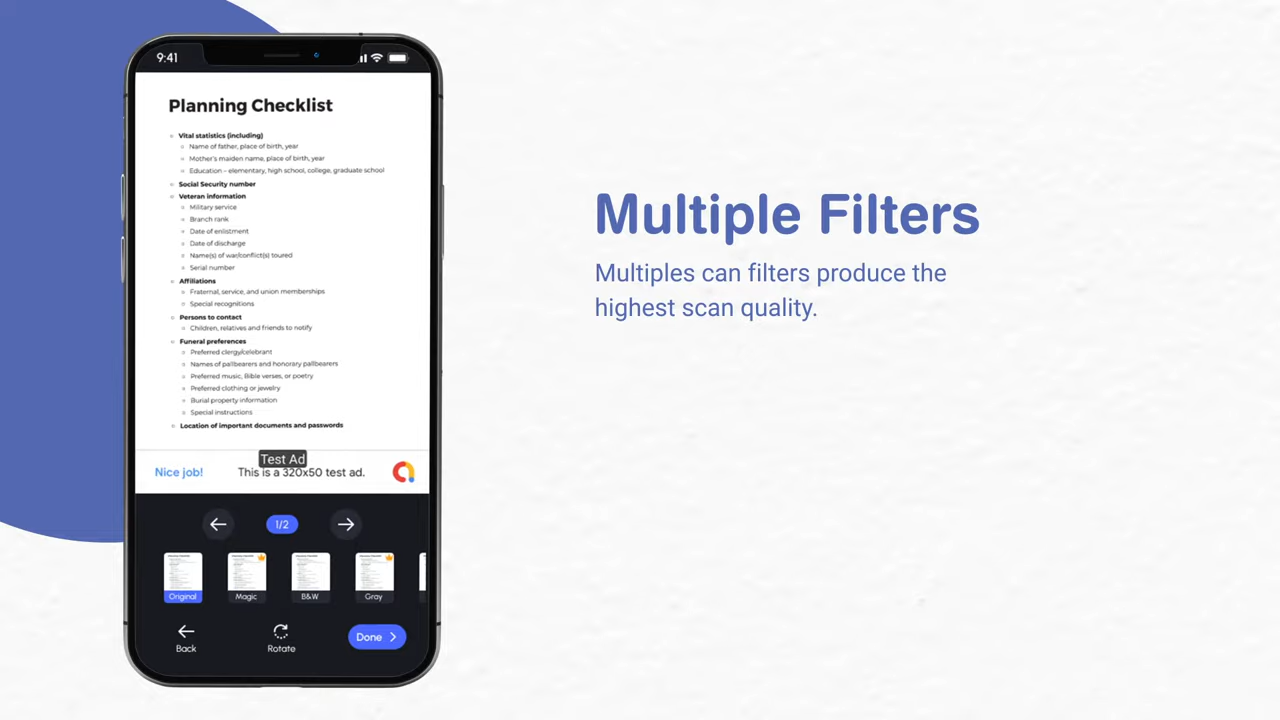 9:41
Planning Checklist
Vital statistics (including)
Name of father, place of birth, year
Mother's maiden name, place of birth, year
Education – elementary, high school, college, graduate school
Social Security number
Veteran information
Military service
Branch rank
Date of enlistment
Date of discharge
Name(s) of war/conflict(s) toured
Serial number
Affiliations
Fraternal, service, and union memberships
Special recognitions
Persons to contact
Children, relatives and friends to notify
Funeral preferences
Preferred clergy/celebrant
Names of pallbearers and honorary pallbearers
Preferred music, Bible verses, or poetry
Preferred clothing or jewelry
Burial property information
Special instructions
Location of important documents and passwords
Test Ad
Nice job! This is a 320x50 test ad.
1/2
Original Magic B&W Gray
Back Rotate Done
Multiple Filters
Multiples can filters produce the
highest scan quality.